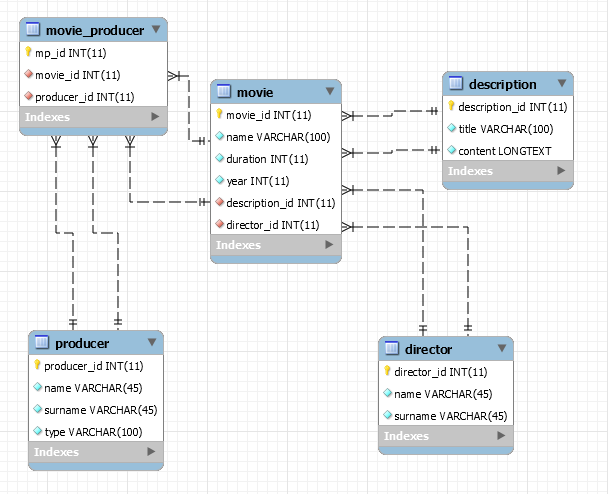 movie_producer
mp_id INT(11)
movie_id INT(11)
producer_id INT(11)
Indexes
movie
movie_id INT(11)
name VARCHAR(100)
duration INT(11)
year INT(11)
description_id INT(11)
director_id INT(11)
Indexes
description
description_id INT(11)
title VARCHAR(100)
content LONGTEXT
Indexes
producer
producer_id INT(11)
name VARCHAR(45)
surname VARCHAR(45)
type VARCHAR(100)
Indexes
director
director_id INT(11)
name VARCHAR(45)
surname VARCHAR(45)
Indexes